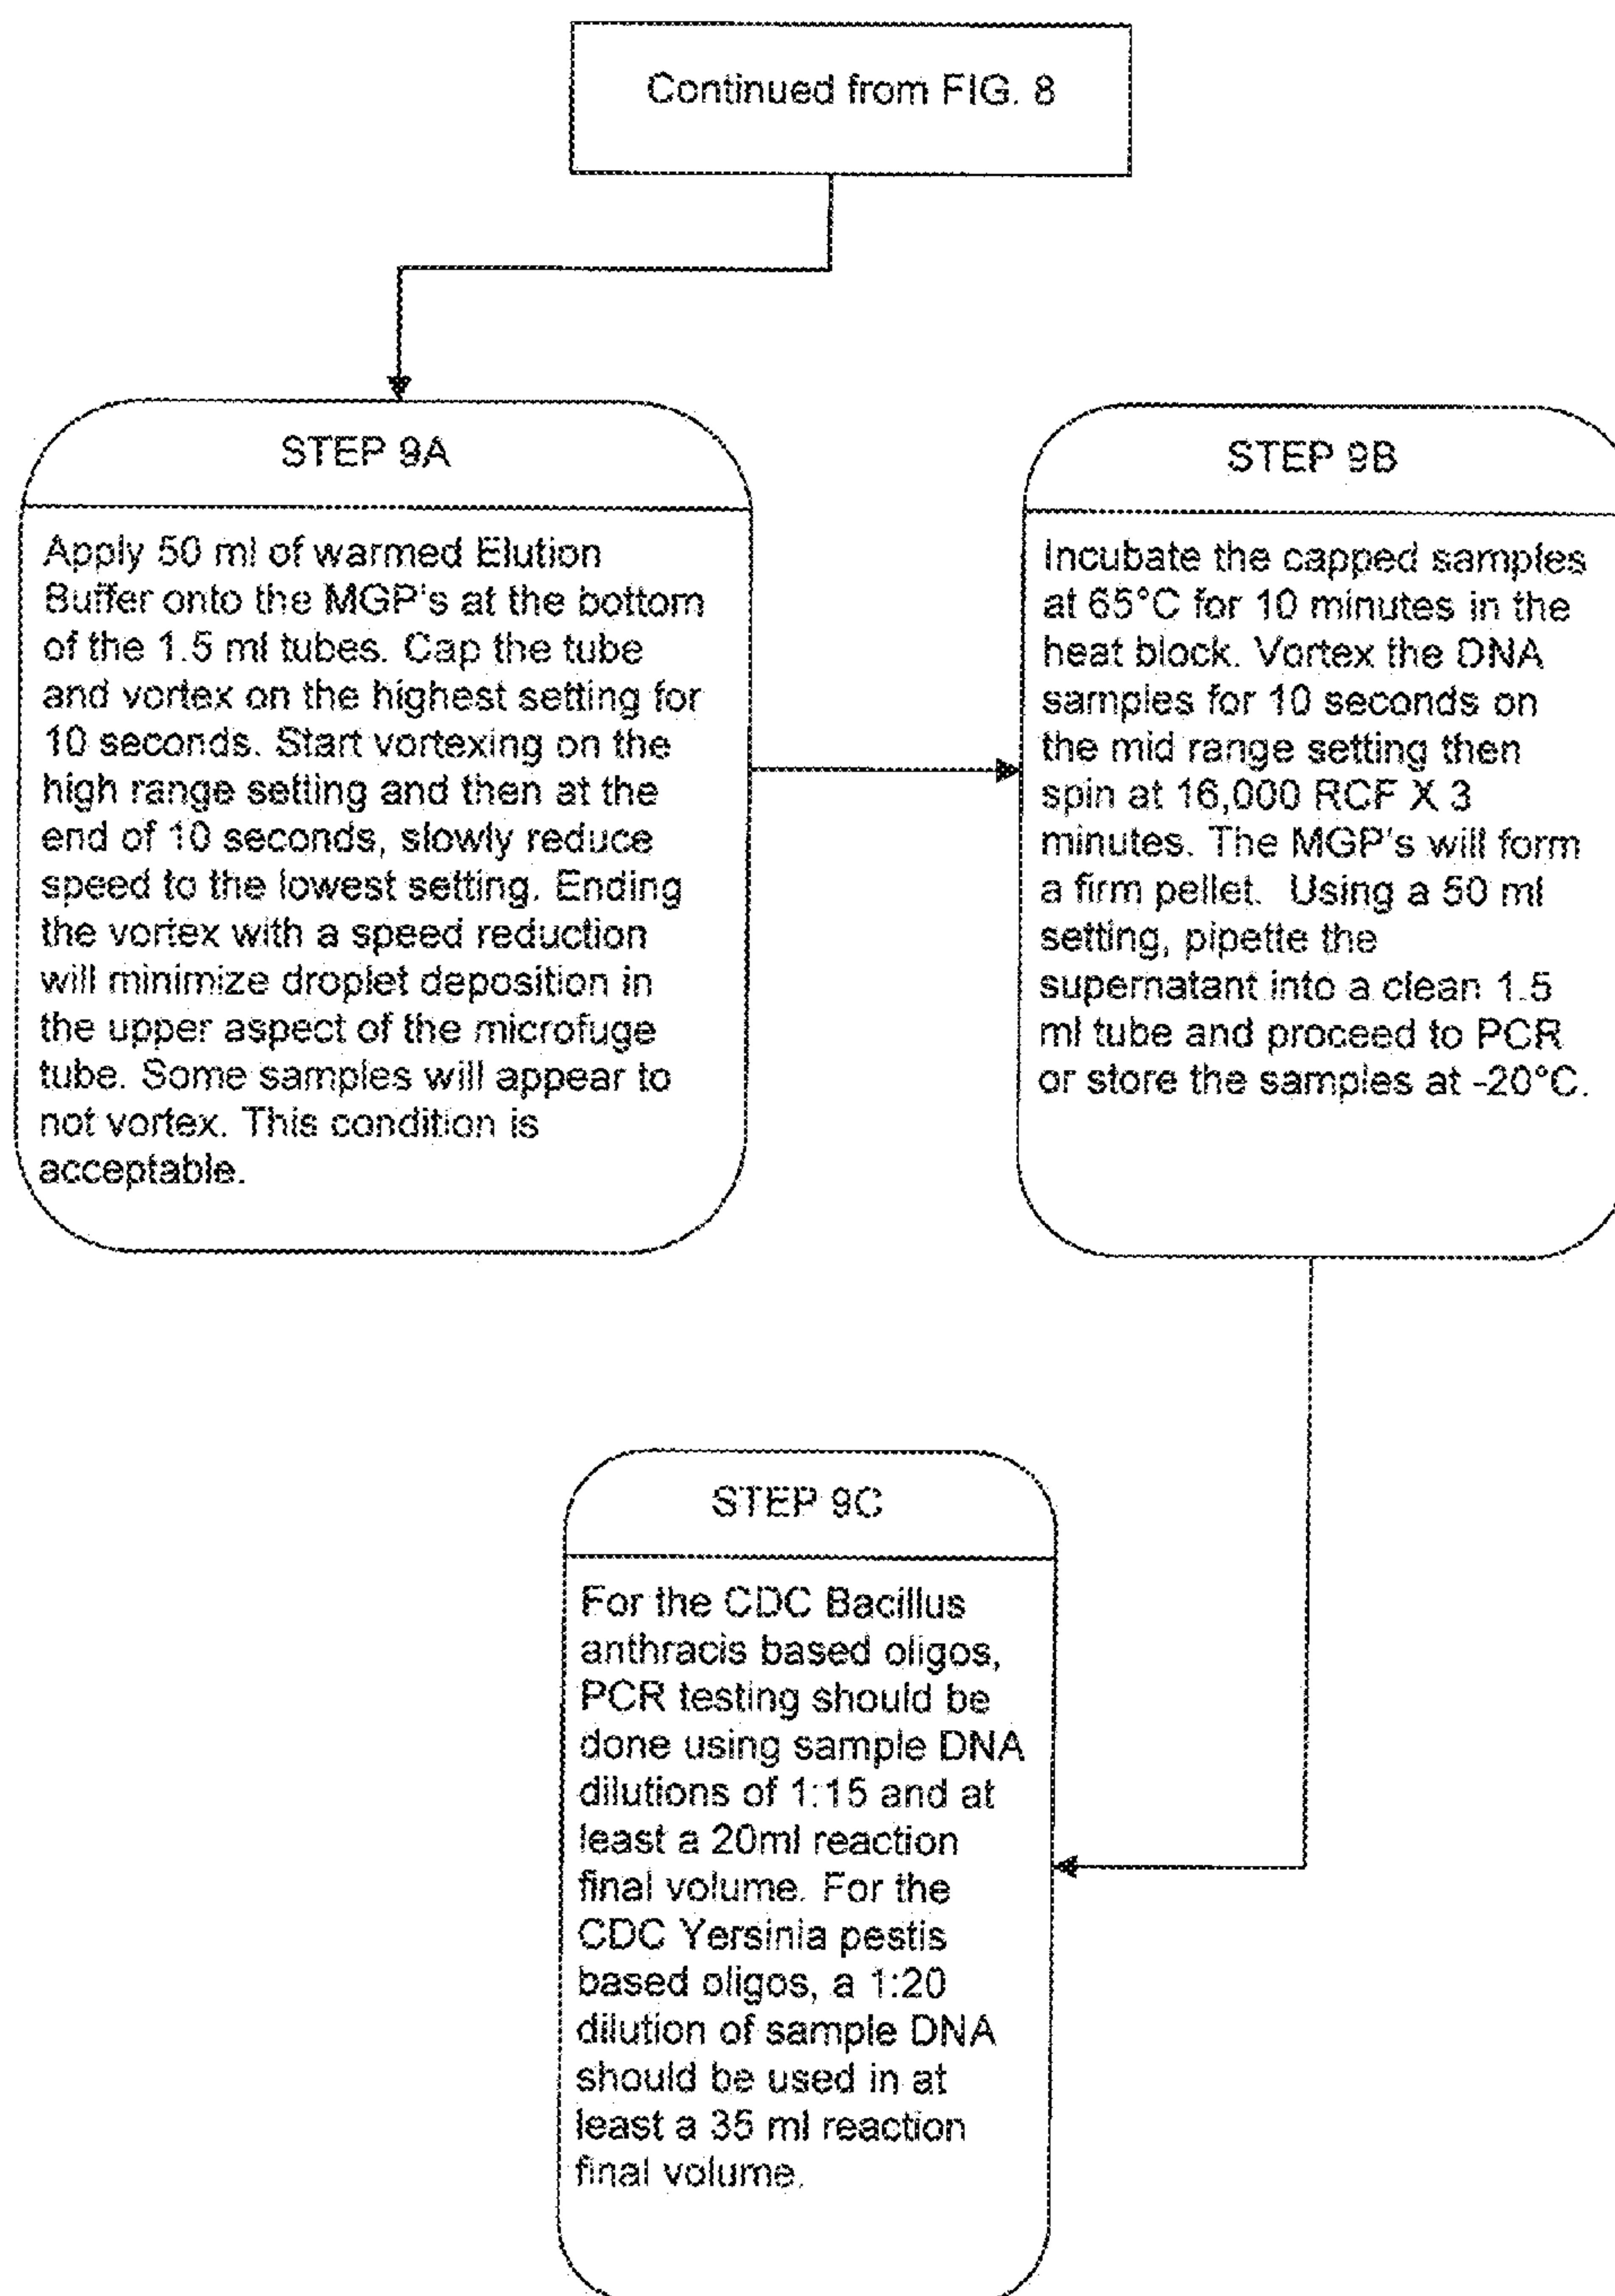 Continued from FIG. 8
STEP 9A
Apply 50 ml of warmed Elution
Buffer onto the MGP's at the bottom
of the 1.5 ml tubes. Cap the tube
and vortex on the highest setting for
10 seconds. Start vortexing on the
high range setting and then at the
end of 10 seconds, slowly reduce
speed to the lowest setting. Ending
the vortex with a speed reduction
will minimize droplet deposition in
the upper aspect of the microfuge
tube. Some samples will appear to
not vortex. This condition is
acceptable.
STEP 9B
Incubate the capped samples
at 65°C for 10 minutes in the
heat block. Vortex the DNA
samples for 10 seconds on
the mid range setting then
spin at 16,000 RCF X 3
minutes. The MGP's will form
a firm pellet. Using a 50 ml
setting, pipette the
supernatant into a clean 1.5
ml tube and proceed to PCR
or store the samples at -20°C.
STEP 9C
For the CDC Bacillus
anthracis based oligos,
PCR testing should be
done using sample DNA
dilutions of 1:15 and at
least a 20ml reaction
final volume. For the
CDC Yersinia pestis
based oligos, a 1:20
dilution of sample DNA
should be used in at
least a 35 ml reaction
final volume.